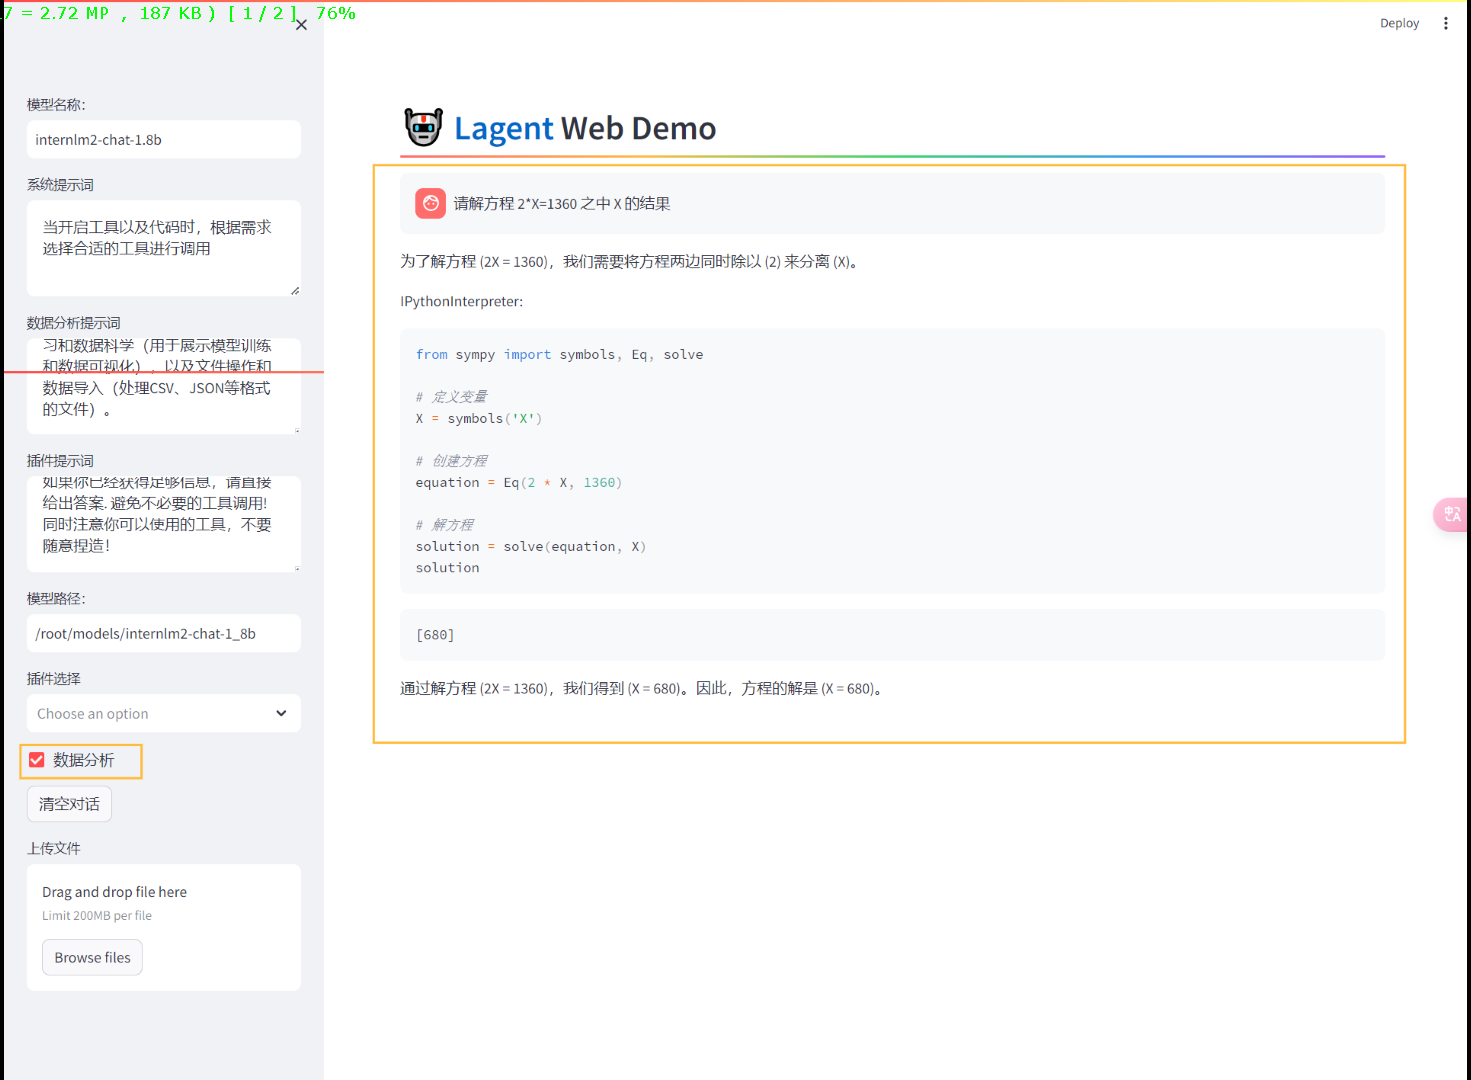 7 = 2.72 MP , 187 KB ) [ 1 / 2 ] 76%
Deploy
模型名称：
internlm2-chat-1.8b
系统提示词
当开启工具以及代码时，根据需求
选择合适的工具进行调用
数据分析提示词
习和数据科学（用于展示模型训练
和数据可视化），以及文件操作和
数据导入（处理CSV、JSON等格式
的文件）。
插件提示词
如果你已经获得足够信息，请直接
给出答案. 避免不必要的工具调用!
同时注意你可以使用的工具，不要
随意捏造！
模型路径：
/root/models/internlm2-chat-1_8b
插件选择
Choose an option
数据分析
清空对话
上传文件
Drag and drop file here
Limit 200MB per file
Browse files
Lagent Web Demo
请解方程 2*X=1360 之中 X 的结果
为了解方程 (2X = 1360)，我们需要将方程两边同时除以 (2) 来分离 (X)。
IPythonInterpreter:
from sympy import symbols, Eq, solve
# 定义变量
X = symbols('X')
# 创建方程
equation = Eq(2 * X, 1360)
# 解方程
solution = solve(equation, X)
solution
[680]
通过解方程 (2X = 1360)，我们得到 (X = 680)。因此，方程的解是 (X = 680)。